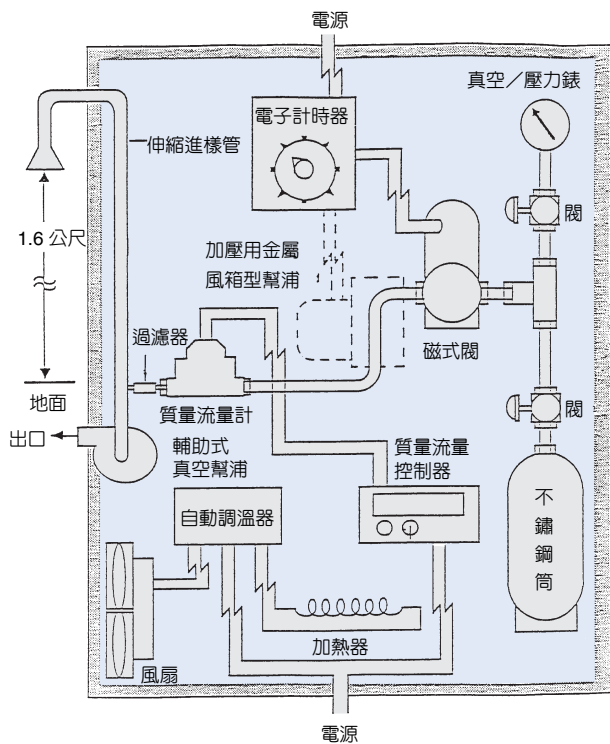 電源
真空／壓力錶
電子計時器
伸縮進樣管
閥
1.6 公尺
加壓用金屬
風箱型幫浦
過濾器
磁式閥
地面
質量流量計
閥
出口
輔助式
真空幫浦
質量流量
控制器
自動調溫器
不鏽鋼筒
加熱器
風扇
電源